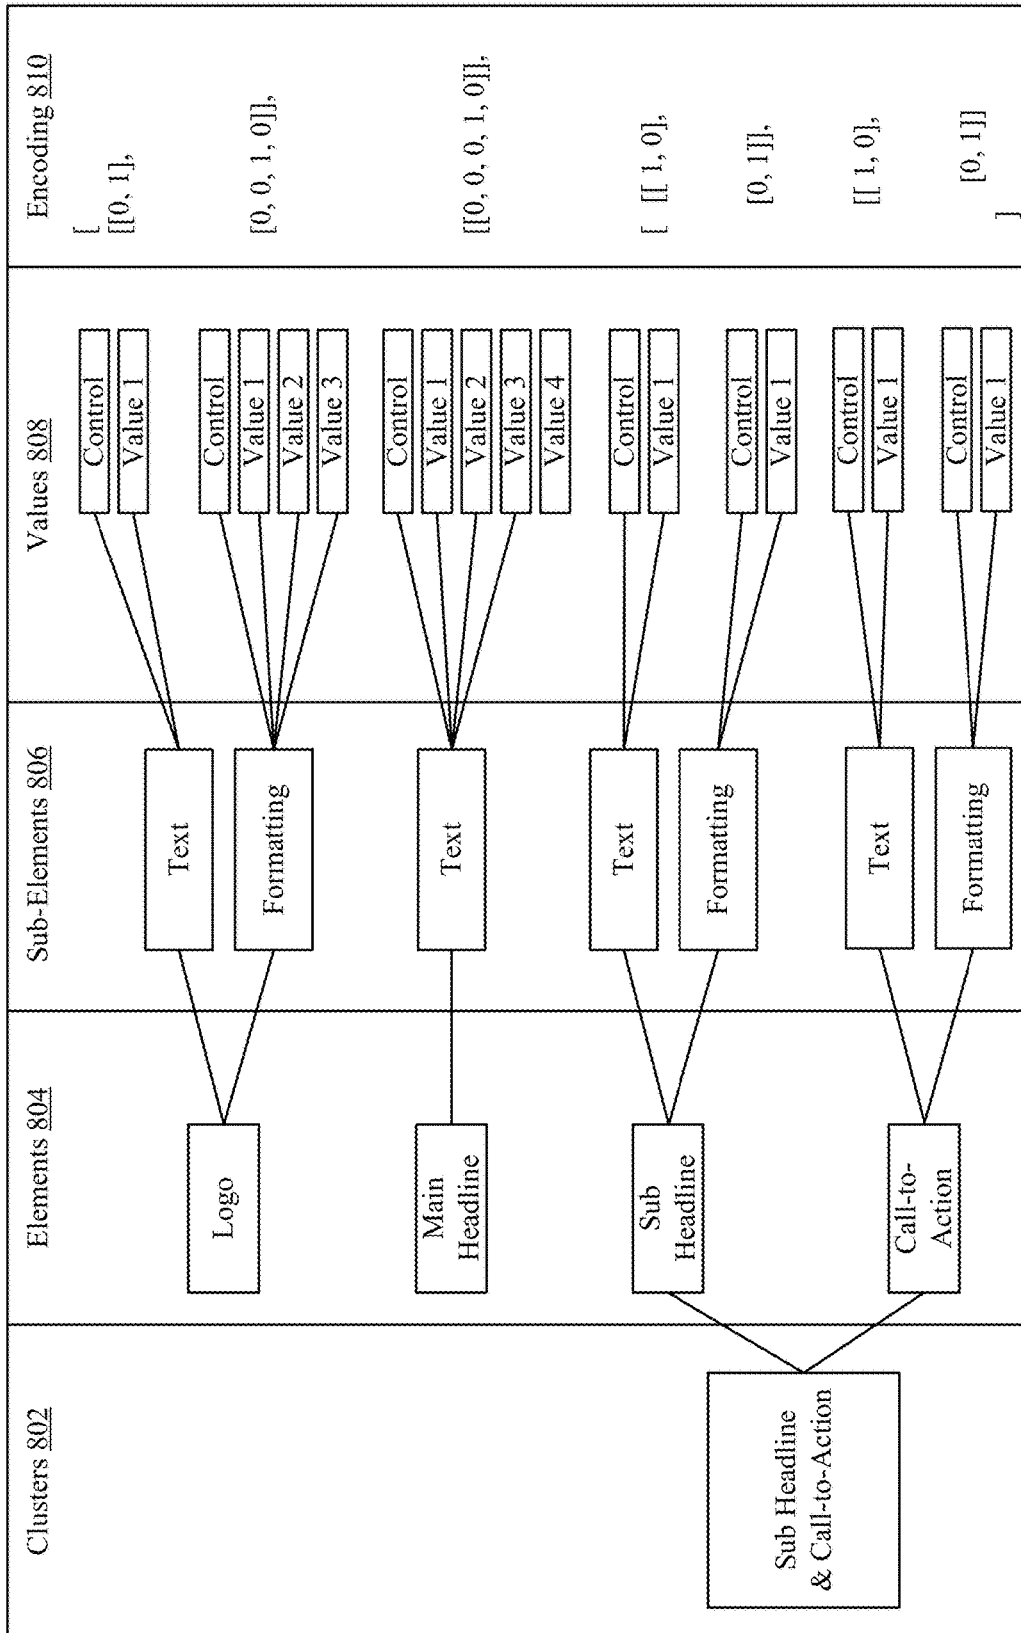 Clusters 802
Elements 804
Sub-Elements 806
Values 808
Encoding 810
Sub Headline
& Call-to-Action
Logo
Main
Headline
Sub
Headline
Call-to-
Action
Text
Formatting
Text
Text
Formatting
Text
Formatting
Control
Value 1
Control
Value 1
Value 2
Value 3
Control
Value 1
Value 2
Value 3
Value 4
Control
Value 1
Control
Value 1
Control
Value 1
Control
Value 1
[
[[0, 1],
[0, 0, 1, 0]],
[[0, 0, 0, 1, 0]],
[ [[ 1, 0],
[0, 1]],
[[ 1, 0],
[0, 1]]
]